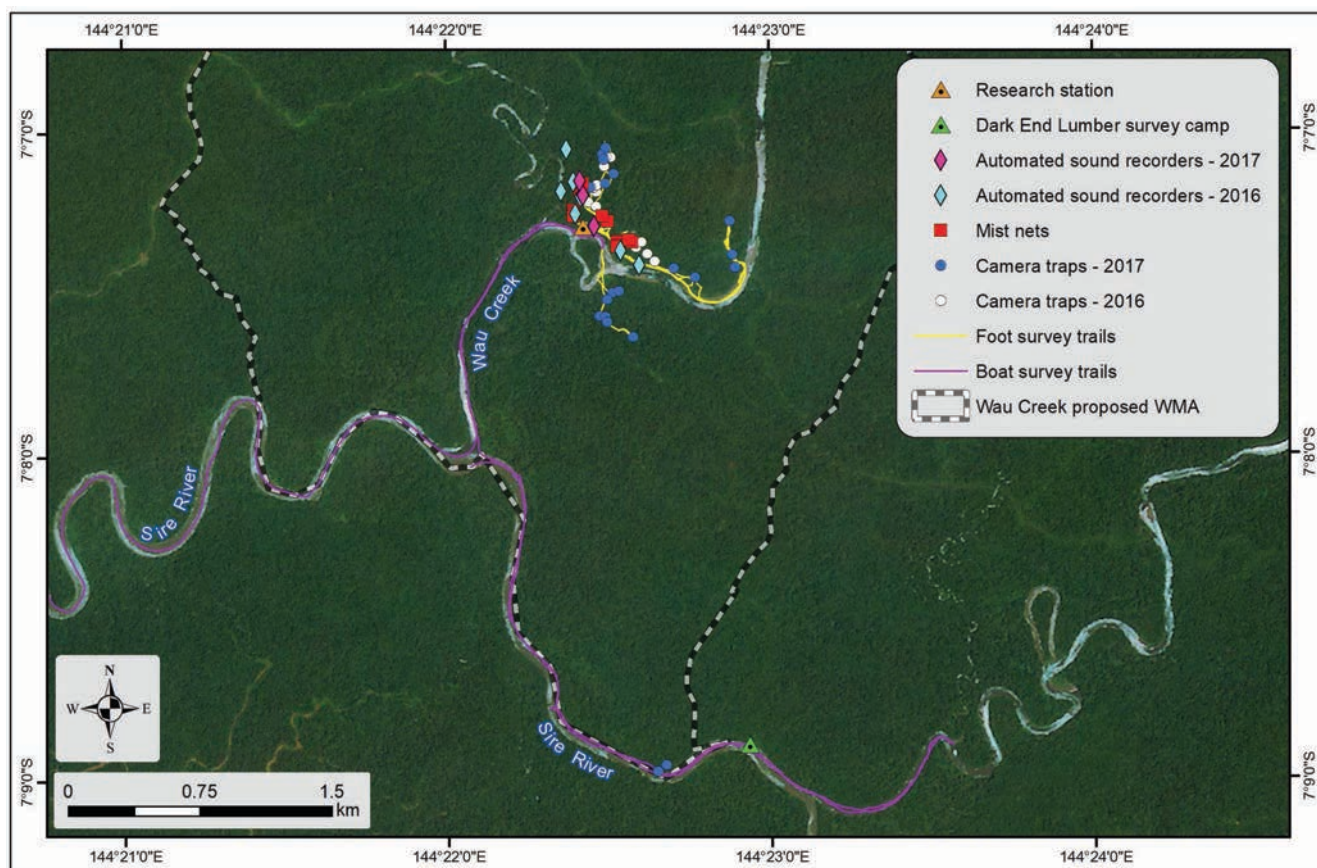 144°21'0"E
144°22'0"E
144°23'0"E
144°24'0"E
7°7'0"S
7°7'0"S
Research station
Dark End Lumber survey camp
Automated sound recorders - 2017
Automated sound recorders - 2016
Mist nets
Camera traps - 2017
Camera traps - 2016
Foot survey trails
Boat survey trails
Wau Creek proposed WMA
Wau Creek
7°8'0"S
7°8'0"S
Sire River
Sire River
N
W
E
S
7°9'0"S
7°9'0"S
0
0.75
1.5
km
144°21'0"E
144°22'0"E
144°23'0"E
144°24'0"E